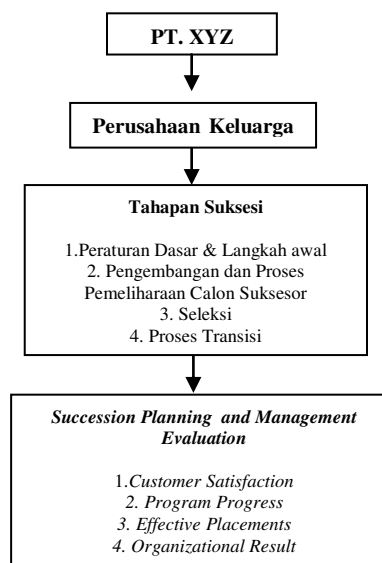 PT. XYZ
Perusahaan Keluarga
Tahapan Suksesi
1.Peraturan Dasar & Langkah awal
2. Pengembangan dan Proses
Pemeliharaan Calon Suksesor
3. Seleksi
4. Proses Transisi
Succession Planning and Management
Evaluation
1.Customer Satisfaction
2. Program Progress
3. Effective Placements
4. Organizational Result